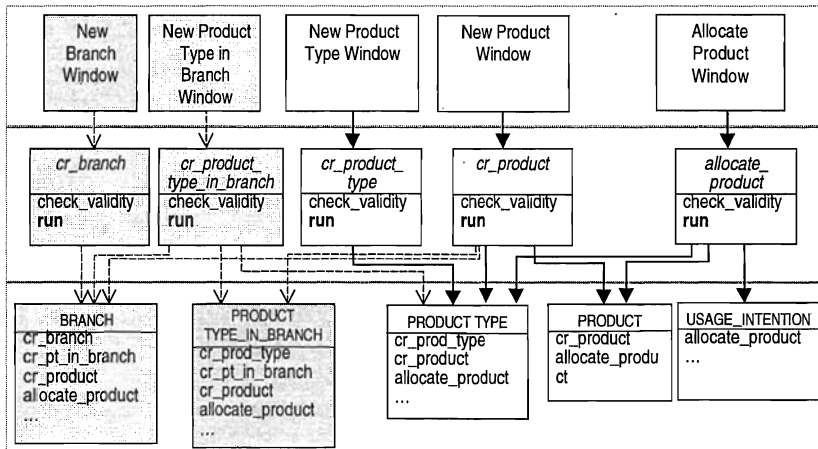 New
Branch
Window
New Product
Type in
Branch
Window
New Product
Type Window
New Product
Window
Allocate
Product
Window
cr_branch
check_validity
run
cr_product_
type_in_branch
check_validity
run
cr_product_
type
check_validity
run
cr_product
check_validity
run
allocate_
product
check_validity
run
BRANCH
cr_branch
cr_pt_in_branch
cr_product
allocate_product
...
PRODUCT
TYPE_IN_BRANCH
cr_prod_type
cr_pt_in_branch
cr_product
allocate_product
...
PRODUCT TYPE
cr_prod_type
cr_product
allocate_product
...
PRODUCT
cr_product
allocate_produ
ct
USAGE_INTENTION
allocate_product
...